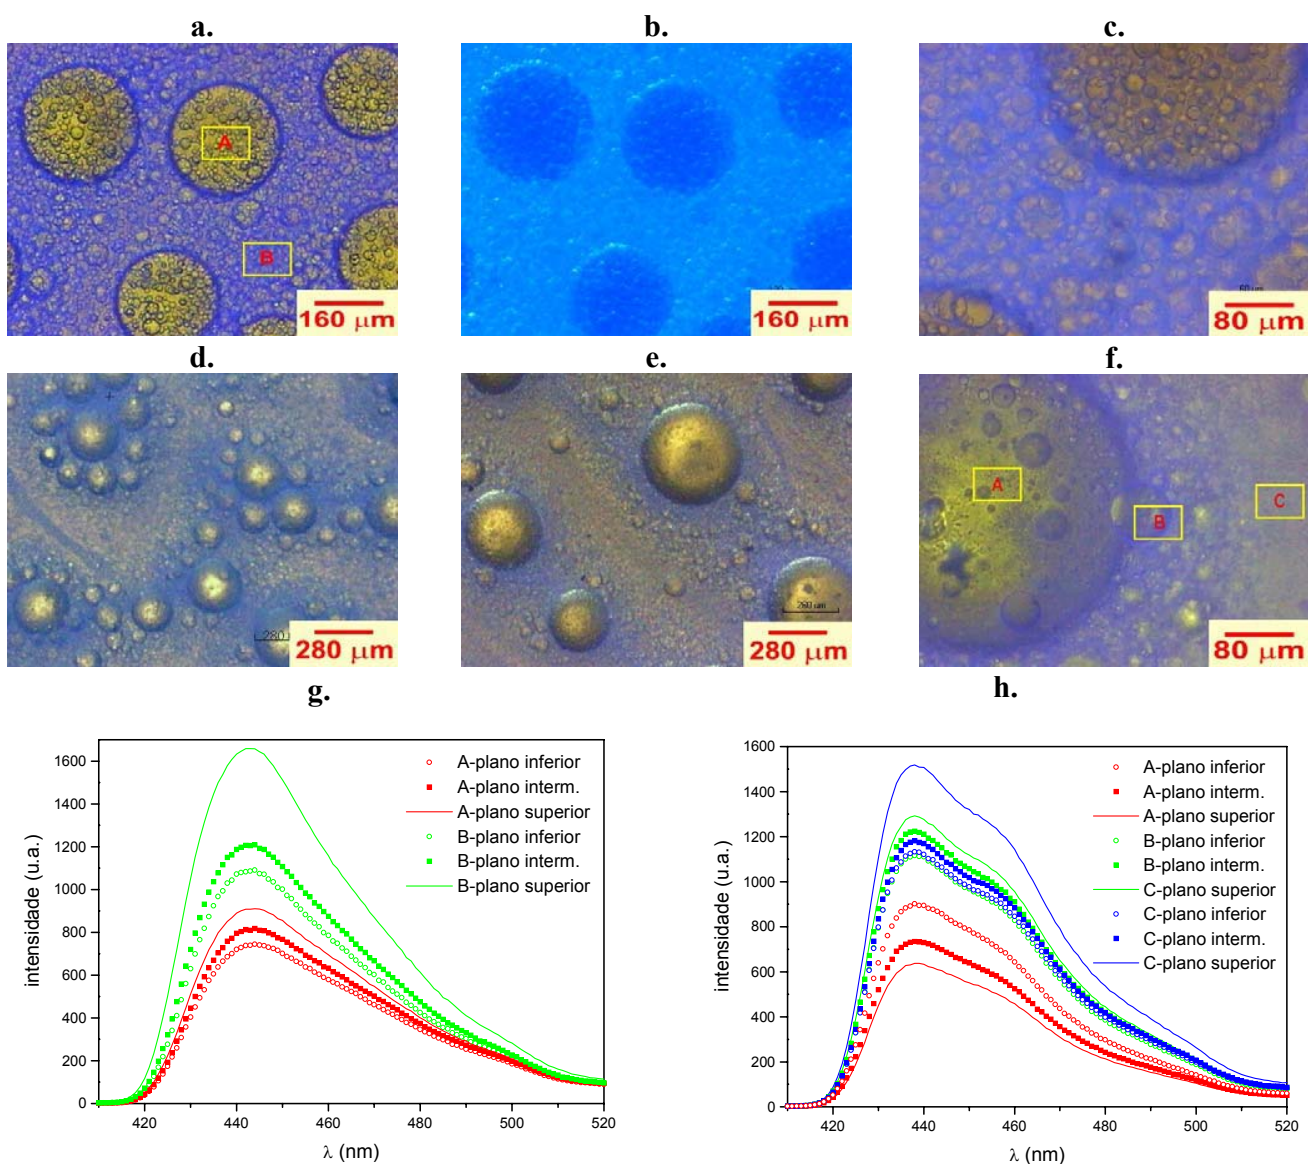 a.
b.
c.
A
B
160 μm
160 μm
80 μm
d.
e.
f.
280
280 μm
280 um
280 μm
A
B
C
80 μm
g.
h.
intensidade (u.a.)
1600
1400
1200
1000
800
600
400
200
0
A-plano inferior
A-plano interm.
A-plano superior
B-plano inferior
B-plano interm.
B-plano superior
420 440 460 480 500 520
λ (nm)
intensidade (u.a.)
1600
1400
1200
1000
800
600
400
200
0
A-plano inferior
A-plano interm.
A-plano superior
B-plano inferior
B-plano interm.
C-plano superior
C-plano inferior
C-plano interm.
C-plano superior
420 440 460 480 500 520
λ (nm)